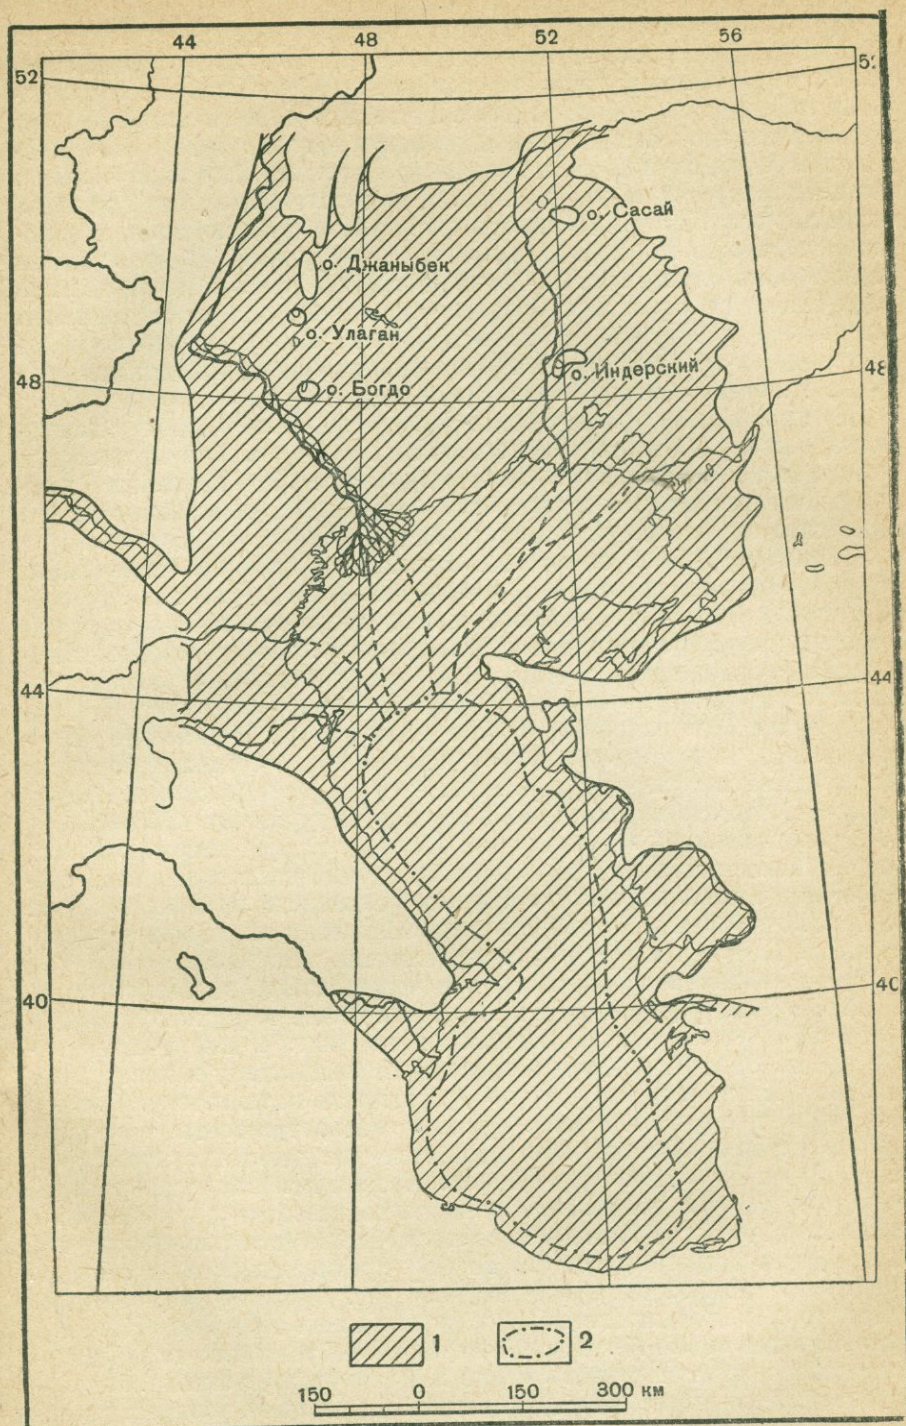 44 48 52 56
52 52
о. Сасай
о. Джаныбек
о. Улаган
о. Индерский
48 48
о. Богдо
44 44
40 40
1 2
150 0 150 300 км